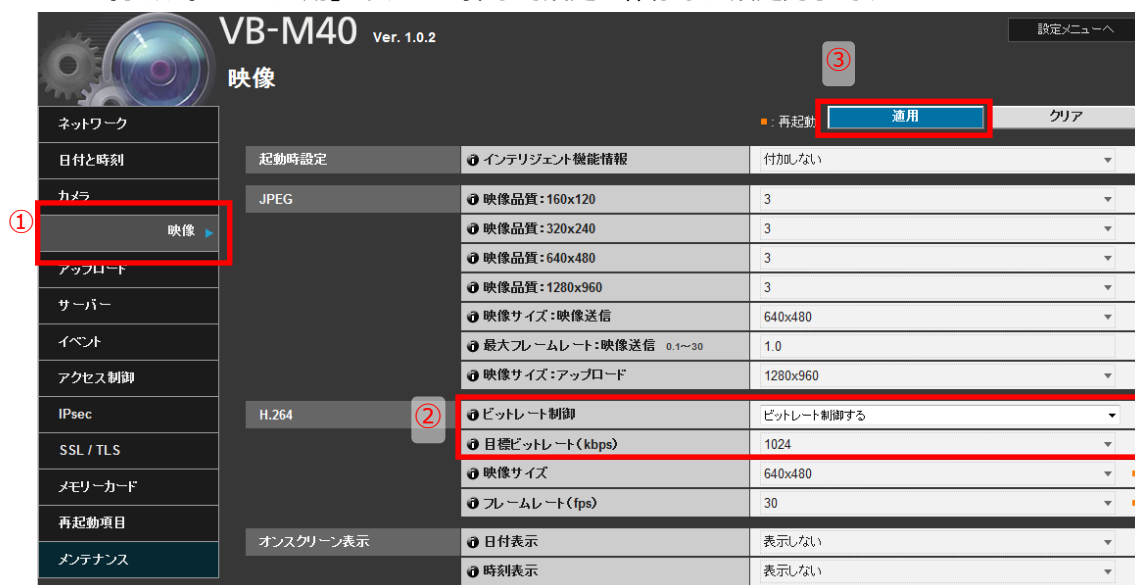 VB-M40 Ver. 1.0.2
設定メニューへ
③
映像
■：再起動
適用
クリア
①
ネットワーク
日付と時刻
カメラ
映像
アップロード
サーバー
イベント
アクセス制御
IPsec
SSL / TLS
メモリーカード
再起動項目
メンテナンス
起動時設定
インテリジェント機能情報 付加しない
JPEG
映像品質：160x120 3
映像品質：320x240 3
映像品質：640x480 3
映像品質：1280x960 3
映像サイズ：映像送信 640x480
最大フレームレート：映像送信 0.1～30 1.0
映像サイズ：アップロード 1280x960
H.264
②
ビットレート制御 ビットレート制御する
目標ビットレート(kbps) 1024
映像サイズ 640x480
フレームレート(fps) 30
オンスクリーン表示
日付表示 表示しない
時刻表示 表示しない